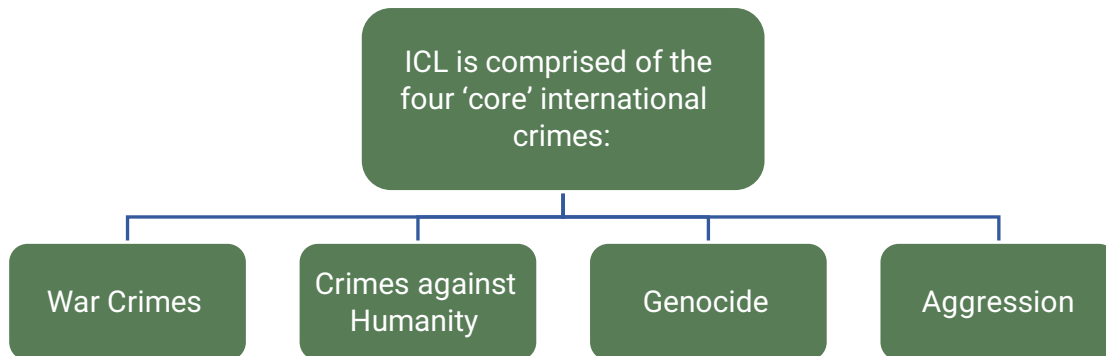 ICL is comprised of the
four ‘core’ international
crimes:
War Crimes
Crimes against
Humanity
Genocide
Aggression